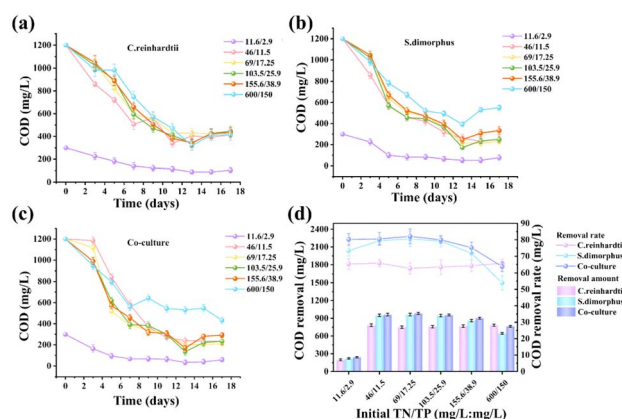 (a)
C.reinhardtii
11.6/2.9
46/11.5
69/17.25
103.5/25.9
155.6/38.9
600/150
COD (mg/L)
1200
1000
800
600
400
200
0
0 2 4 6 8 10 12 14 16 18
Time (days)
(b)
S.dimorphus
11.6/2.9
46/11.5
69/17.25
103.5/25.9
155.6/38.9
600/150
COD (mg/L)
1200
1000
800
600
400
200
0
0 2 4 6 8 10 12 14 16 18
Time (days)
(c)
Co-culture
11.6/2.9
46/11.5
69/17.25
103.5/25.9
155.6/38.9
600/150
COD (mg/L)
1200
1000
800
600
400
200
0
0 2 4 6 8 10 12 14 16 18
Time (days)
(d)
COD removal (mg/L)
2400
2100
1800
1500
1200
900
600
300
0
90
80
70
60
50
40
30
20
10
0
COD removal rate (mg/L)
Removal rate
C.reinhardtii
S.dimorphus
Co-culture
Removal amount
C.reinhardtii
S.dimorphus
Co-culture
11.6/2.9
46/11.5
69/17.25
103.5/25.9
155.6/38.9
600/150
Initial TN/TP (mg/L:mg/L)